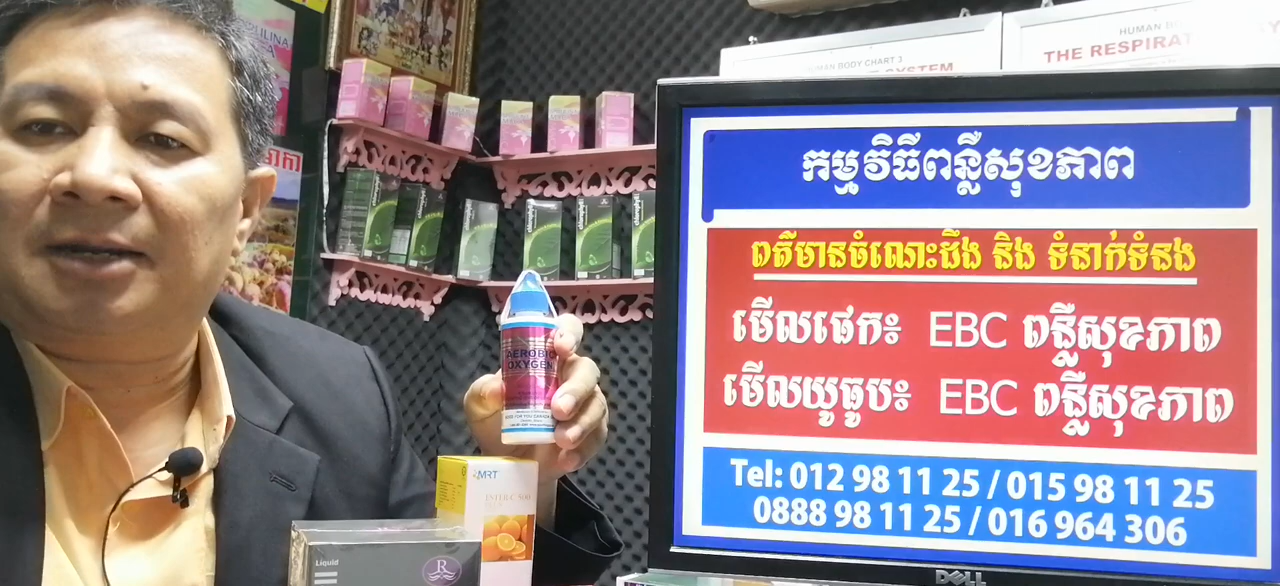 HUMAN BODY CHART 3
SYSTEM
HUMAN
THE RESPIRAT
កម្មវិធីពន្លឺសុខភាព
ពត៌មានចំណេះដឹង និង ទំនាក់ទំនង
មើលផេក៖ EBC ពន្លឺសុខភាព
មើលយូធូប៖ EBC ពន្លឺសុខភាព
Tel: 012 98 11 25 / 015 98 11 25
0888 98 11 25 / 016 964 306
DELL
AEROBIC
OXYGEN
MRT
ESTER-C 500
Liquid
R